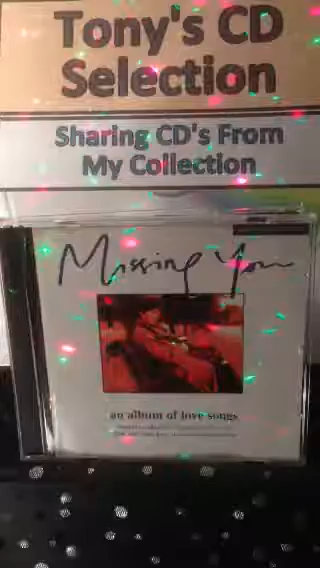 Tony's CD
Selection
Sharing CD's From
My Collection
Missing You
an album of love songs